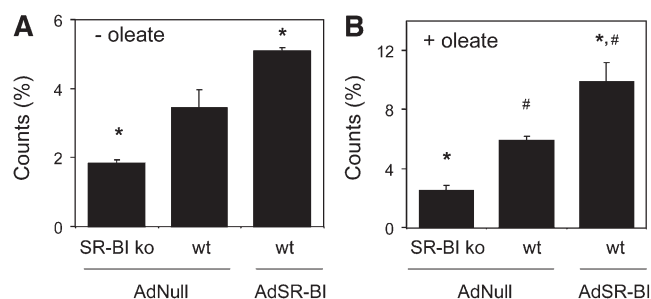 A
- oleate
Counts (%)
6
4
2
0
*
*
SR-BI ko
wt
wt
AdNull
AdSR-BI
B
+ oleate
Counts (%)
12
8
4
0
*
#
*,#
SR-BI ko
wt
wt
AdNull
AdSR-BI